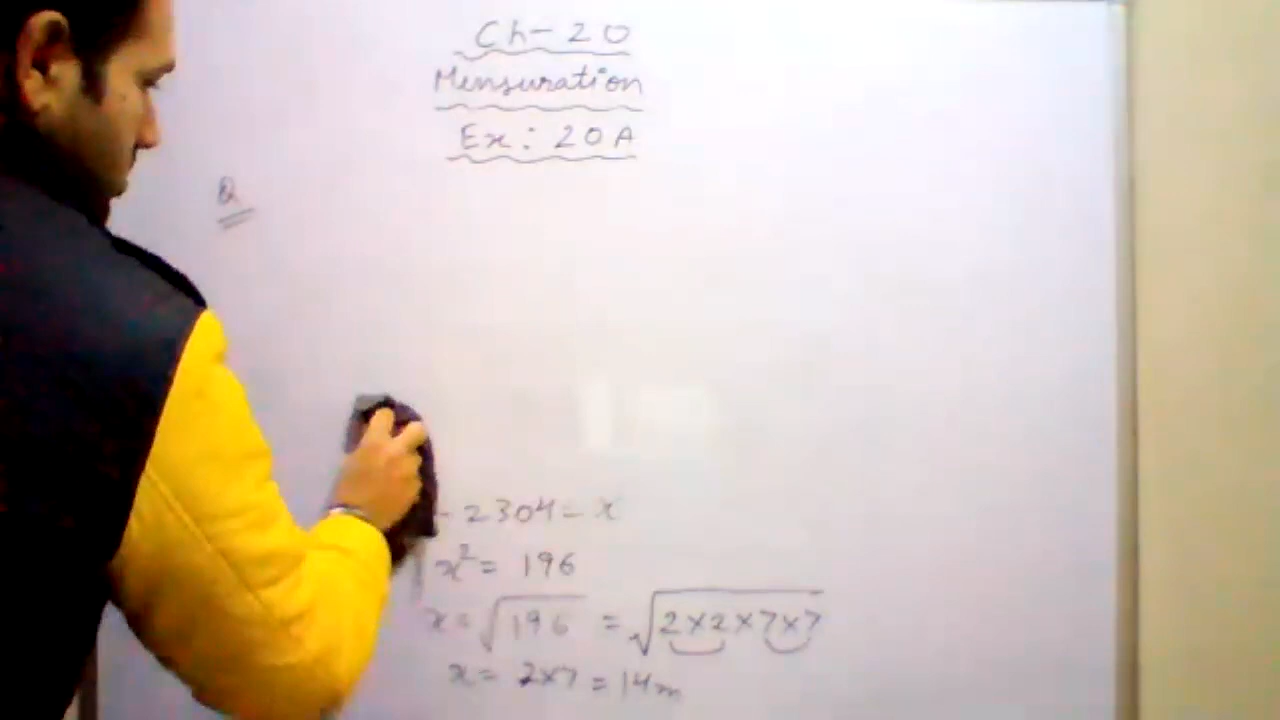 Ch-20
Mensuration
Ex: 20A
Q
- 2304 = x
x² = 196
x = √196 = √2×2×7×7
x = 2×7 = 14m